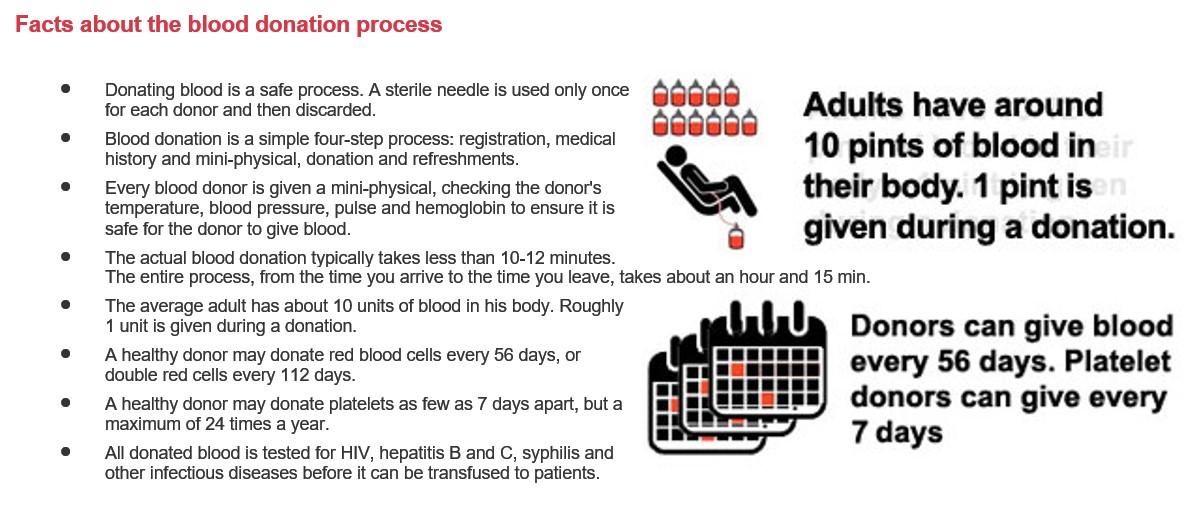 Facts about the blood donation process
Donating blood is a safe process. A sterile needle is used only once
for each donor and then discarded.
Blood donation is a simple four-step process: registration, medical
history and mini-physical, donation and refreshments.
Every blood donor is given a mini-physical, checking the donor's
temperature, blood pressure, pulse and hemoglobin to ensure it is
safe for the donor to give blood.
The actual blood donation typically takes less than 10-12 minutes.
The entire process, from the time you arrive to the time you leave, takes about an hour and 15 min.
The average adult has about 10 units of blood in his body. Roughly
1 unit is given during a donation.
A healthy donor may donate red blood cells every 56 days, or
double red cells every 112 days.
A healthy donor may donate platelets as few as 7 days apart, but a
maximum of 24 times a year.
All donated blood is tested for HIV, hepatitis B and C, syphilis and
other infectious diseases before it can be transfused to patients.
Adults have around
10 pints of blood in
their body. 1 pint is
given during a donation.
Donors can give blood
every 56 days. Platelet
donors can give every
7 days